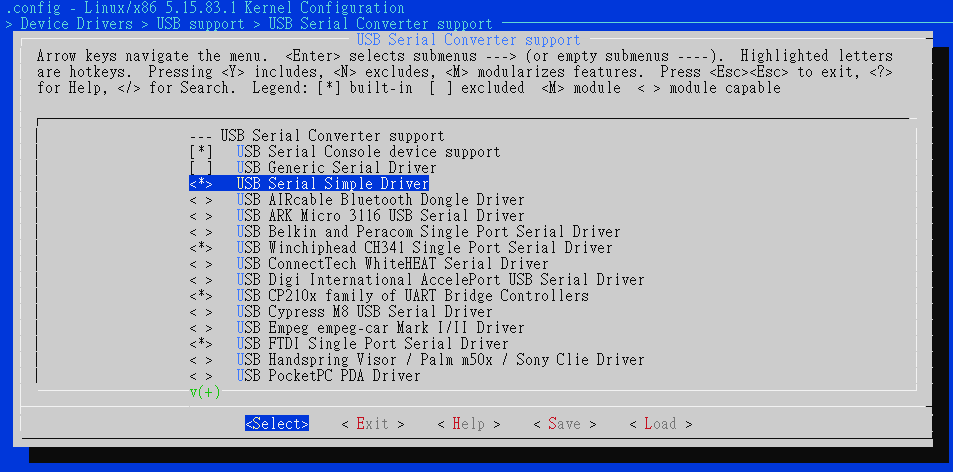 .config - Linux/x86 5.15.83.1 Kernel Configuration
> Device Drivers > USB support > USB Serial Converter support
USB Serial Converter support
Arrow keys navigate the menu.  <Enter> selects submenus ---> (or empty submenus ----).  Highlighted letters
are hotkeys.  Pressing <Y> includes, <N> excludes, <M> modularizes features.  Press <Esc><Esc> to exit, <?>
for Help, </> for Search.  Legend: [*] built-in  [ ] excluded  <M> module  < > module capable
--- USB Serial Converter support
[*]   USB Serial Console device support
[ ]   USB Generic Serial Driver
<*>   USB Serial Simple Driver
< >   USB AIRcable Bluetooth Dongle Driver
< >   USB ARK Micro 3116 USB Serial Driver
< >   USB Belkin and Peracom Single Port Serial Driver
<*>   USB Winchiphead CH341 Single Port Serial Driver
< >   USB ConnectTech WhiteHEAT Serial Driver
< >   USB Digi International AccelePort USB Serial Driver
<*>   USB CP210x family of UART Bridge Controllers
< >   USB Cypress M8 USB Serial Driver
< >   USB Empeg empeg-car Mark I/II Driver
<*>   USB FTDI Single Port Serial Driver
< >   USB Handspring Visor / Palm m50x / Sony Clie Driver
< >   USB PocketPC PDA Driver
v(+)
<Select>    < Exit >    < Help >    < Save >    < Load >